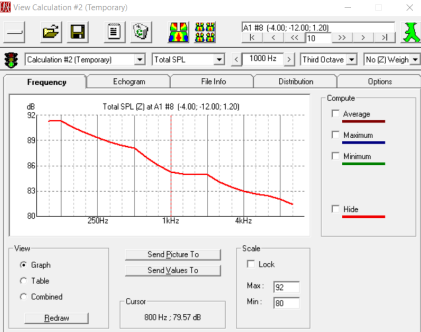 View Calculation #2 (Temporary)
A1 #8 (-4.00; -12.00; 1.20)
K < << 10 >> > >I
Calculation #2 (Temporary) Total SPL < 1000 Hz > Third Octave No (Z) Weigh
Frequency Echogram File Info Distribution Options
dB Total SPL (Z) at A1 #8 (-4.00; -12.00; 1.20)
92
89
86
83
80
250Hz 1kHz 4kHz
Compute
Average
Maximum
Minimum
Hide
View
Graph
Table
Combined
Redraw
Send Picture To
Send Values To
Cursor
800 Hz ; 79.57 dB
Scale
Lock
Max : 92
Min : 80